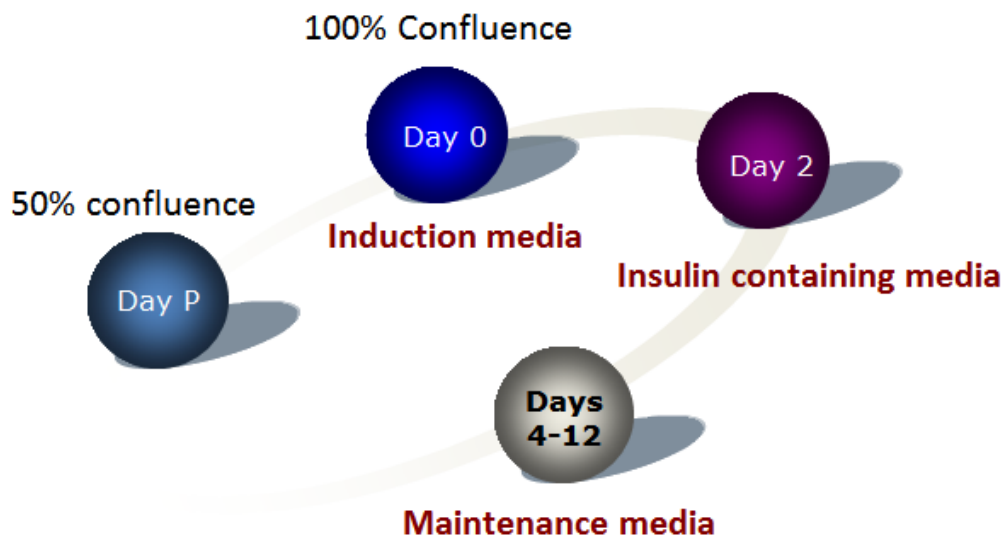 100% Confluence
Day 0
Day 2
50% confluence
Induction media
Insulin containing media
Day P
Days
4-12
Maintenance media